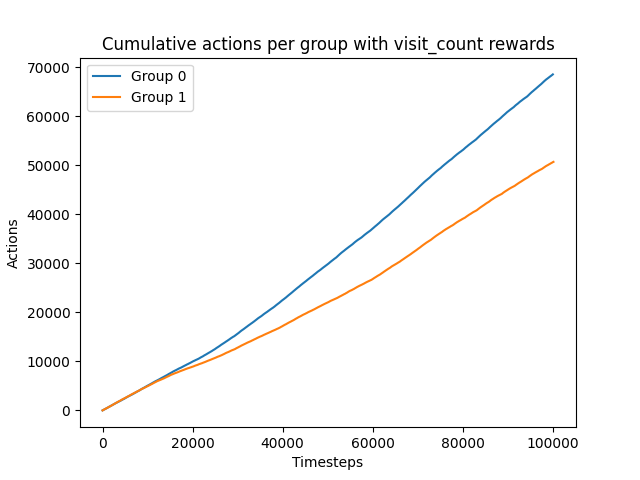 Cumulative actions per group with visit_count rewards
Group 0
Group 1
Actions
70000
60000
50000
40000
30000
20000
10000
0
0 20000 40000 60000 80000 100000
Timesteps